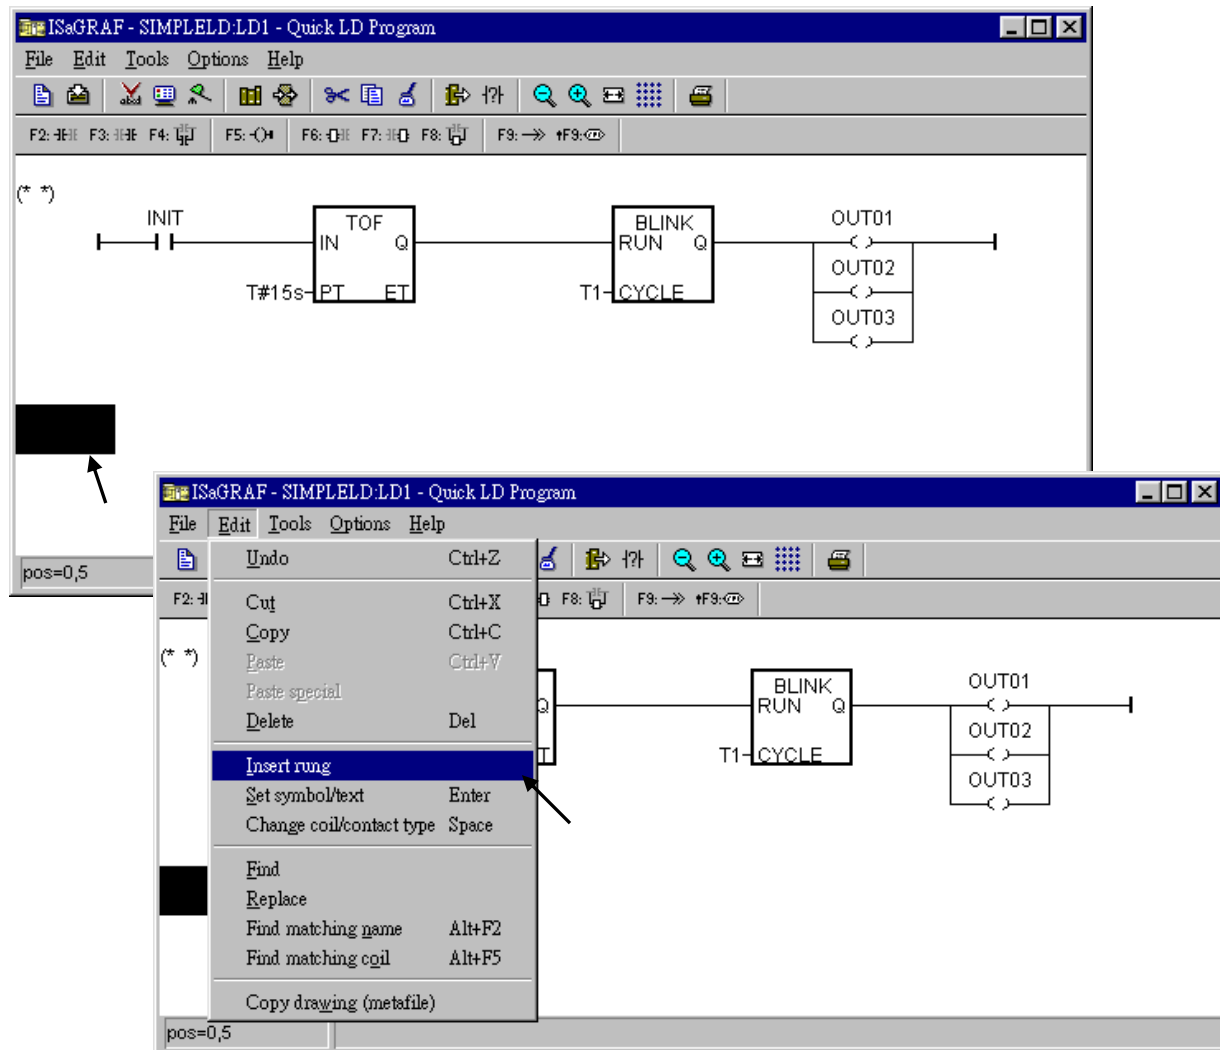 ISaGRAF - SIMPLELD:LD1 - Quick LD Program
File Edit Tools Options Help
F2: F3: F4: F5: F6: F7: F8: F9: F9:
(* *)
INIT TOF BLINK OUT01
IN Q RUN Q
OUT02
T#15s PT ET T1 CYCLE
OUT03
pos=0,5
ISaGRAF - SIMPLELD:LD1 - Quick LD Program
File Edit Tools Options Help
Undo Ctrl+Z
F2: F8: F9: F9:
Cut Ctrl+X
Copy Ctrl+C
(* *)
Paste Ctrl+V
Paste special
Delete Del
Insert rung
Set symbol/text Enter
Change coil/contact type Space
Find
Replace
Find matching name Alt+F2
Find matching coil Alt+F5
Copy drawing (metafile)
BLINK OUT01
Q RUN Q
OUT02
T T1 CYCLE
OUT03
pos=0,5